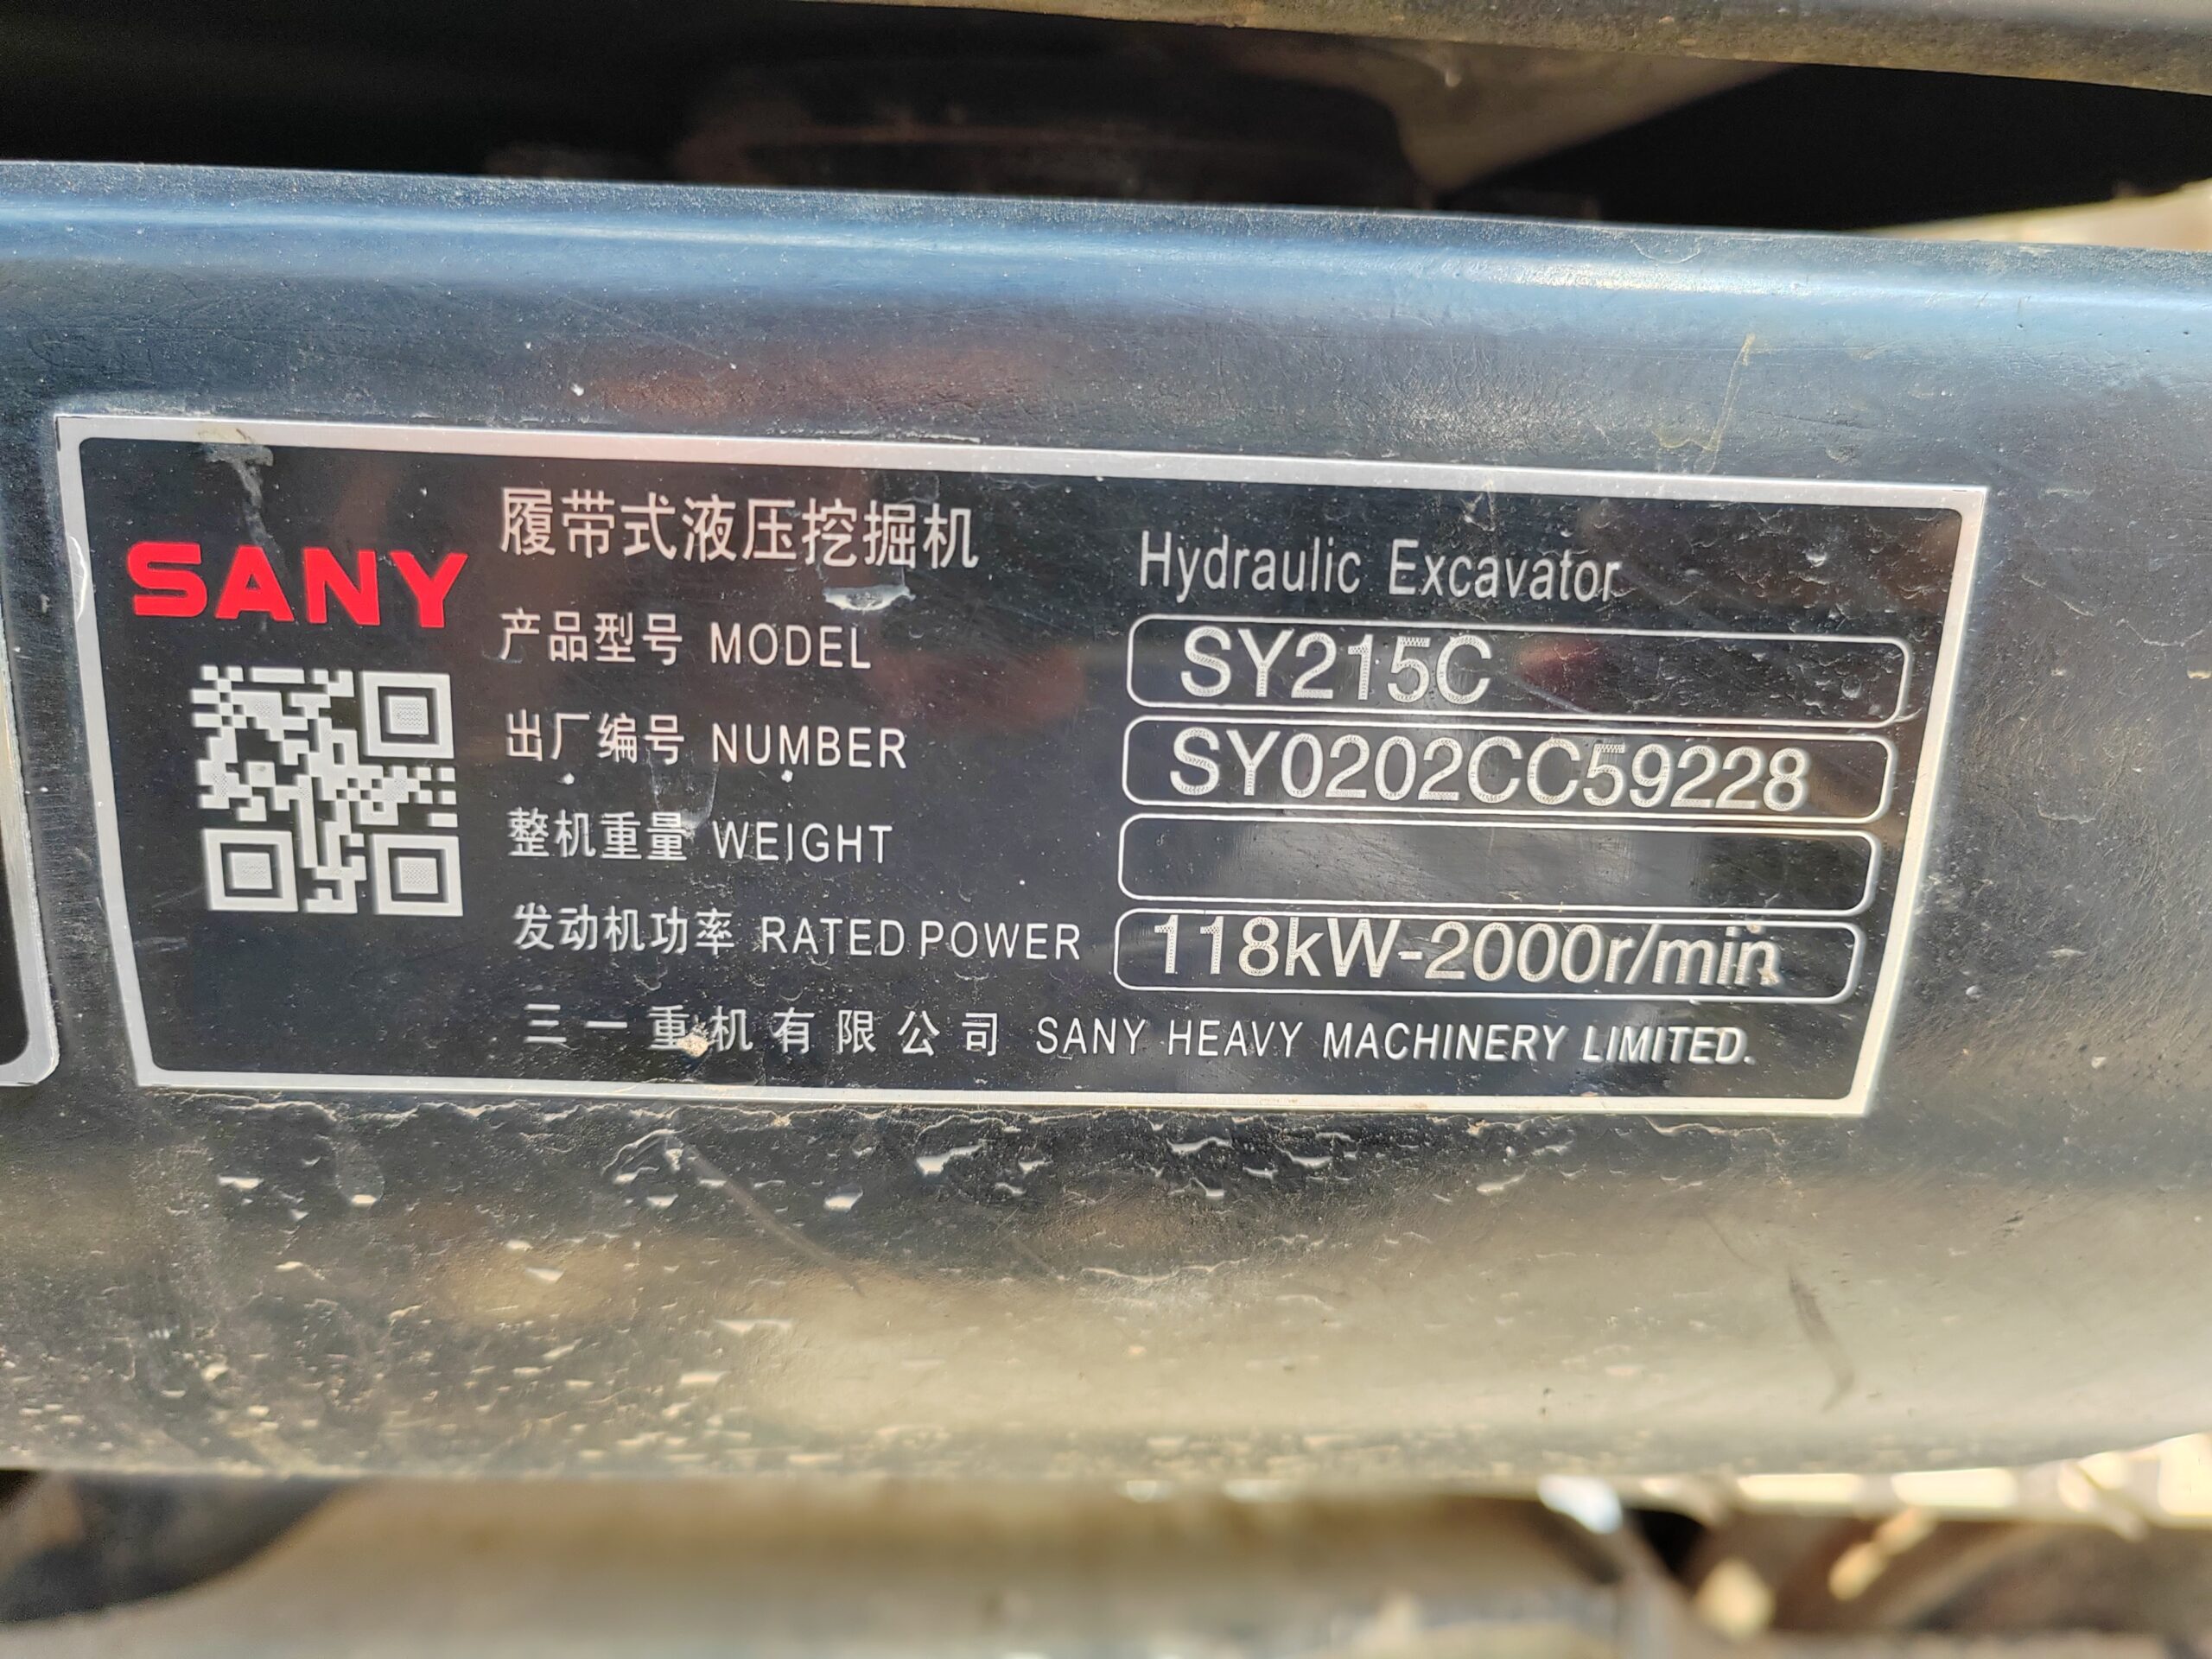 SANY
履带式液压挖掘机 Hydraulic Excavator
产品型号 MODEL SY215C
出厂编号 NUMBER SY0202CC59228
整机重量 WEIGHT
发动机功率 RATED POWER 118kW-2000r/min
三一重机有限公司 SANY HEAVY MACHINERY LIMITED.